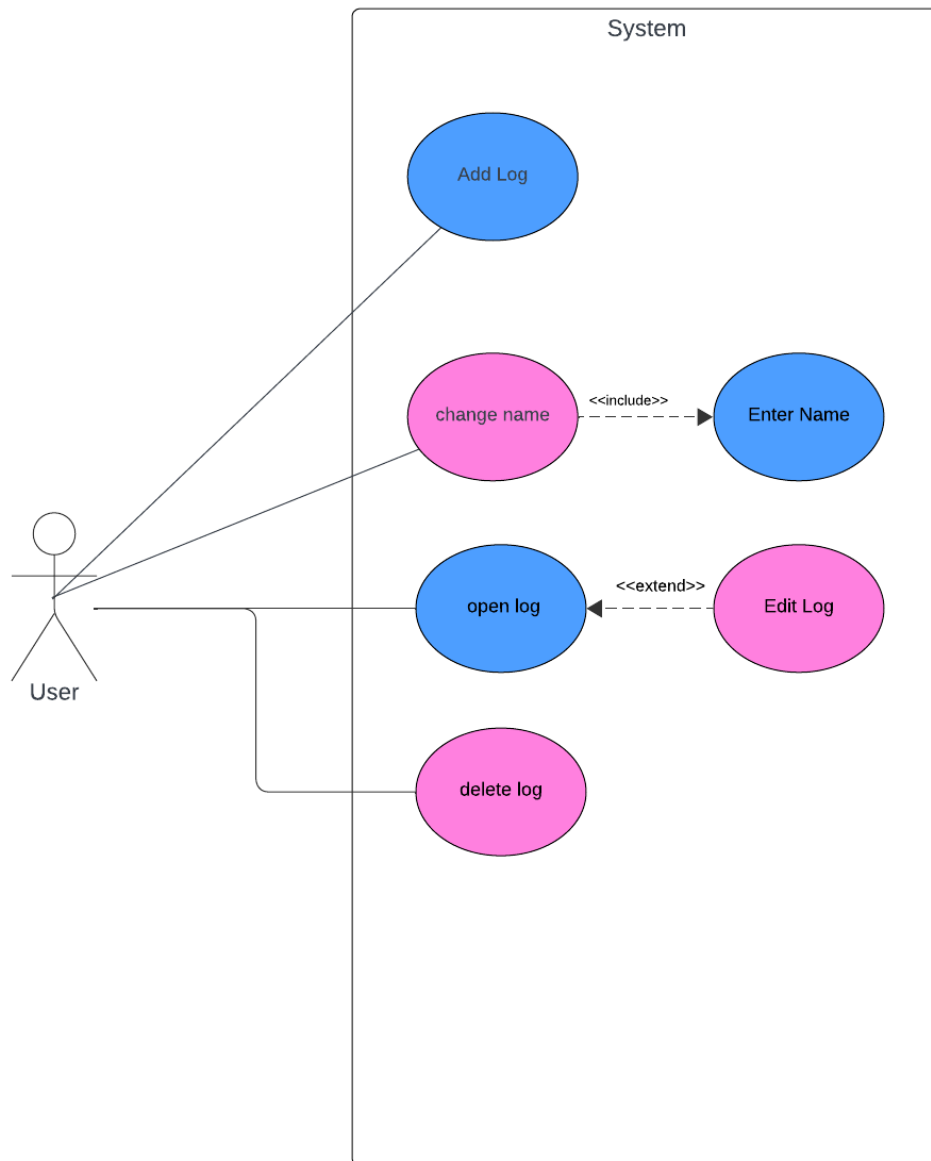 System
Add Log
change name
<<include>>
Enter Name
open log
<<extend>>
Edit Log
User
delete log